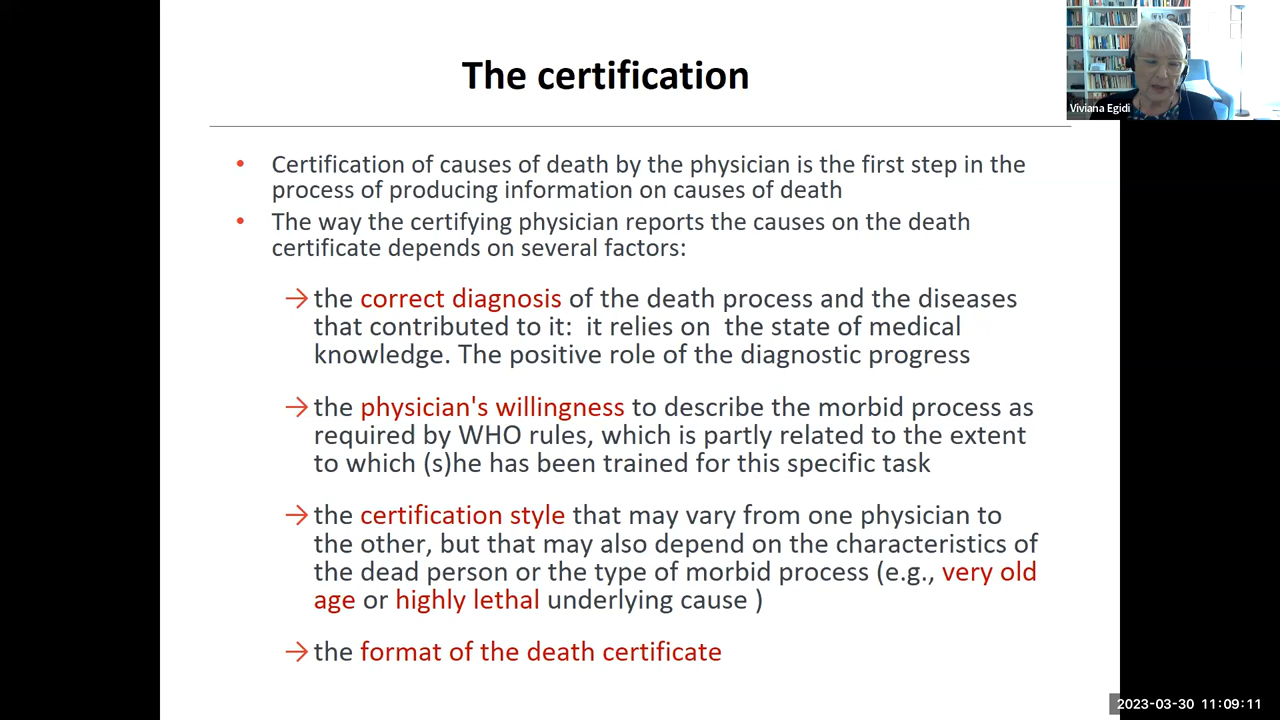 The certification
Viviana Egidi
• Certification of causes of death by the physician is the first step in the
process of producing information on causes of death
• The way the certifying physician reports the causes on the death
certificate depends on several factors:
→ the correct diagnosis of the death process and the diseases
that contributed to it:  it relies on  the state of medical
knowledge. The positive role of the diagnostic progress
→ the physician's willingness to describe the morbid process as
required by WHO rules, which is partly related to the extent
to which (s)he has been trained for this specific task
→ the certification style that may vary from one physician to
the other, but that may also depend on the characteristics of
the dead person or the type of morbid process (e.g., very old
age or highly lethal underlying cause )
→ the format of the death certificate
2023-03-30 11:09:11